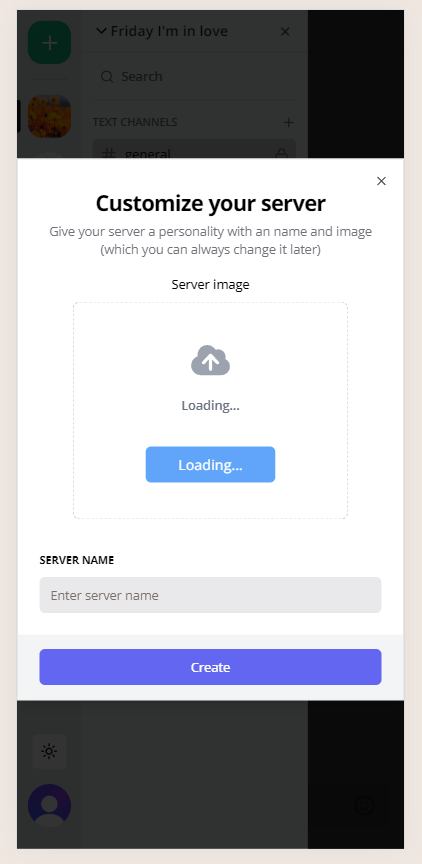 Friday I'm in love
Search
TEXT CHANNELS
# general
Customize your server
Give your server a personality with an name and image
(which you can always change it later)
Server image
Loading...
Loading...
SERVER NAME
Enter server name
Create